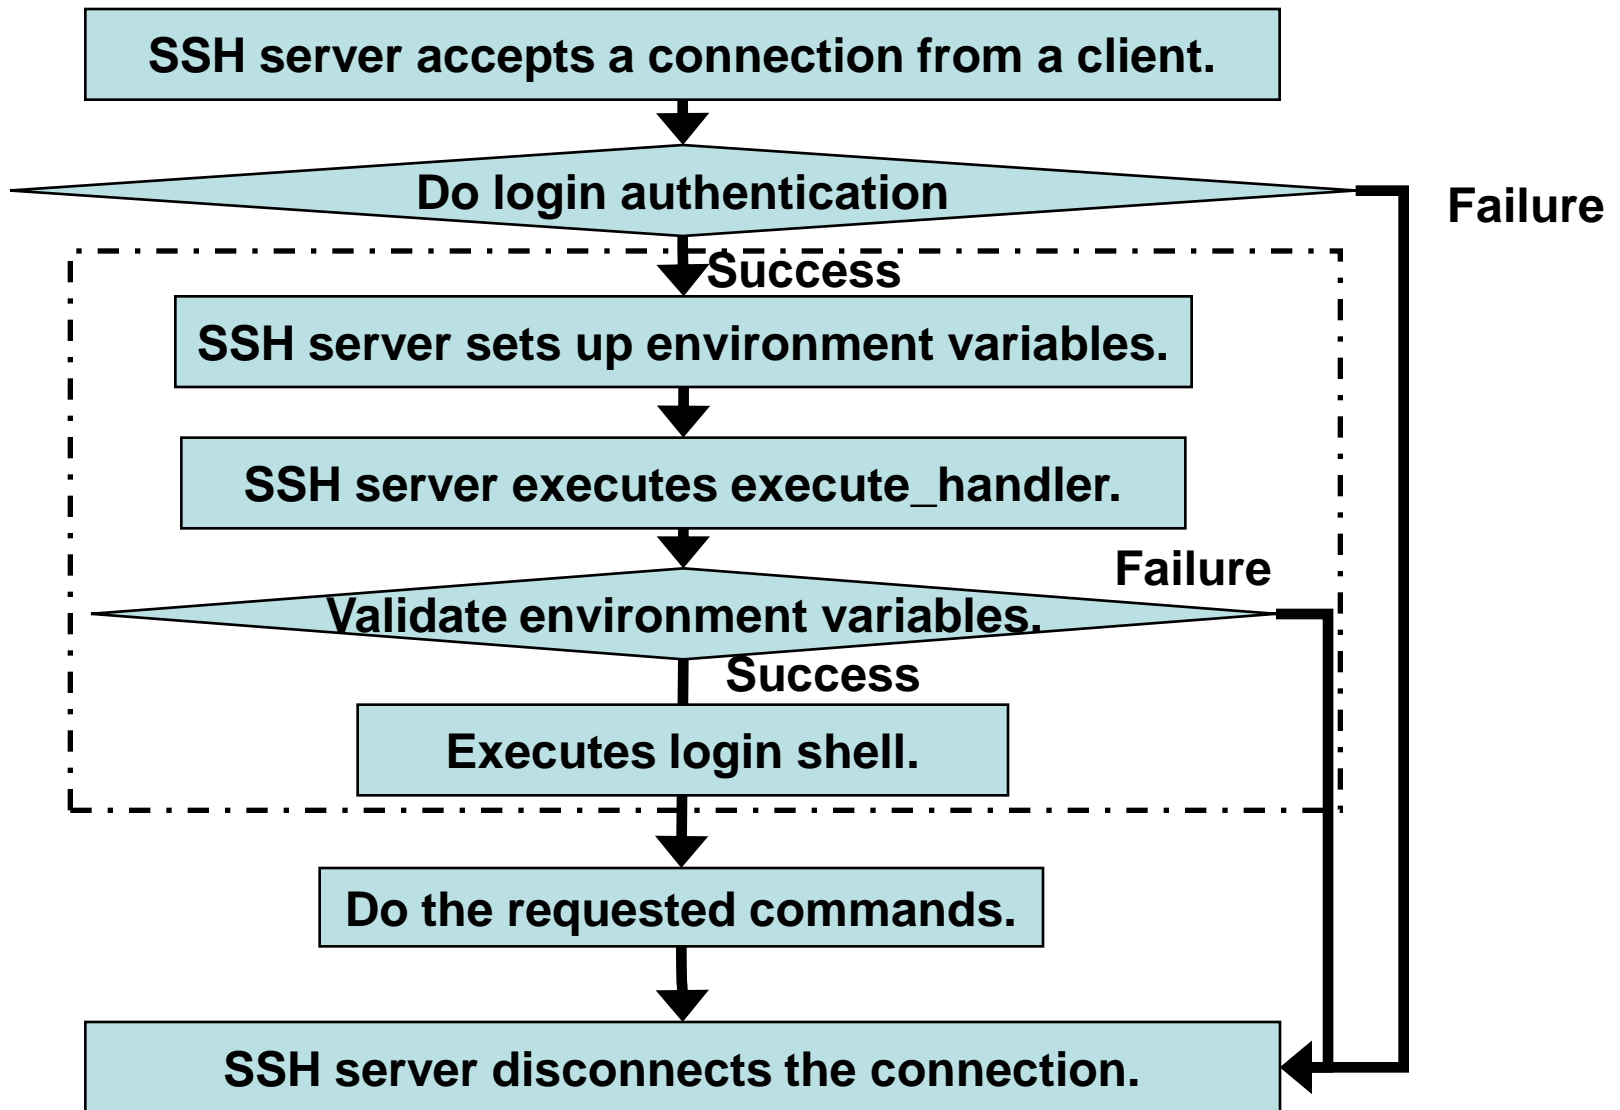 SSH server accepts a connection from a client.
Do login authentication
Failure
Success
SSH server sets up environment variables.
SSH server executes execute_handler.
Failure
Validate environment variables.
Success
Executes login shell.
Do the requested commands.
SSH server disconnects the connection.